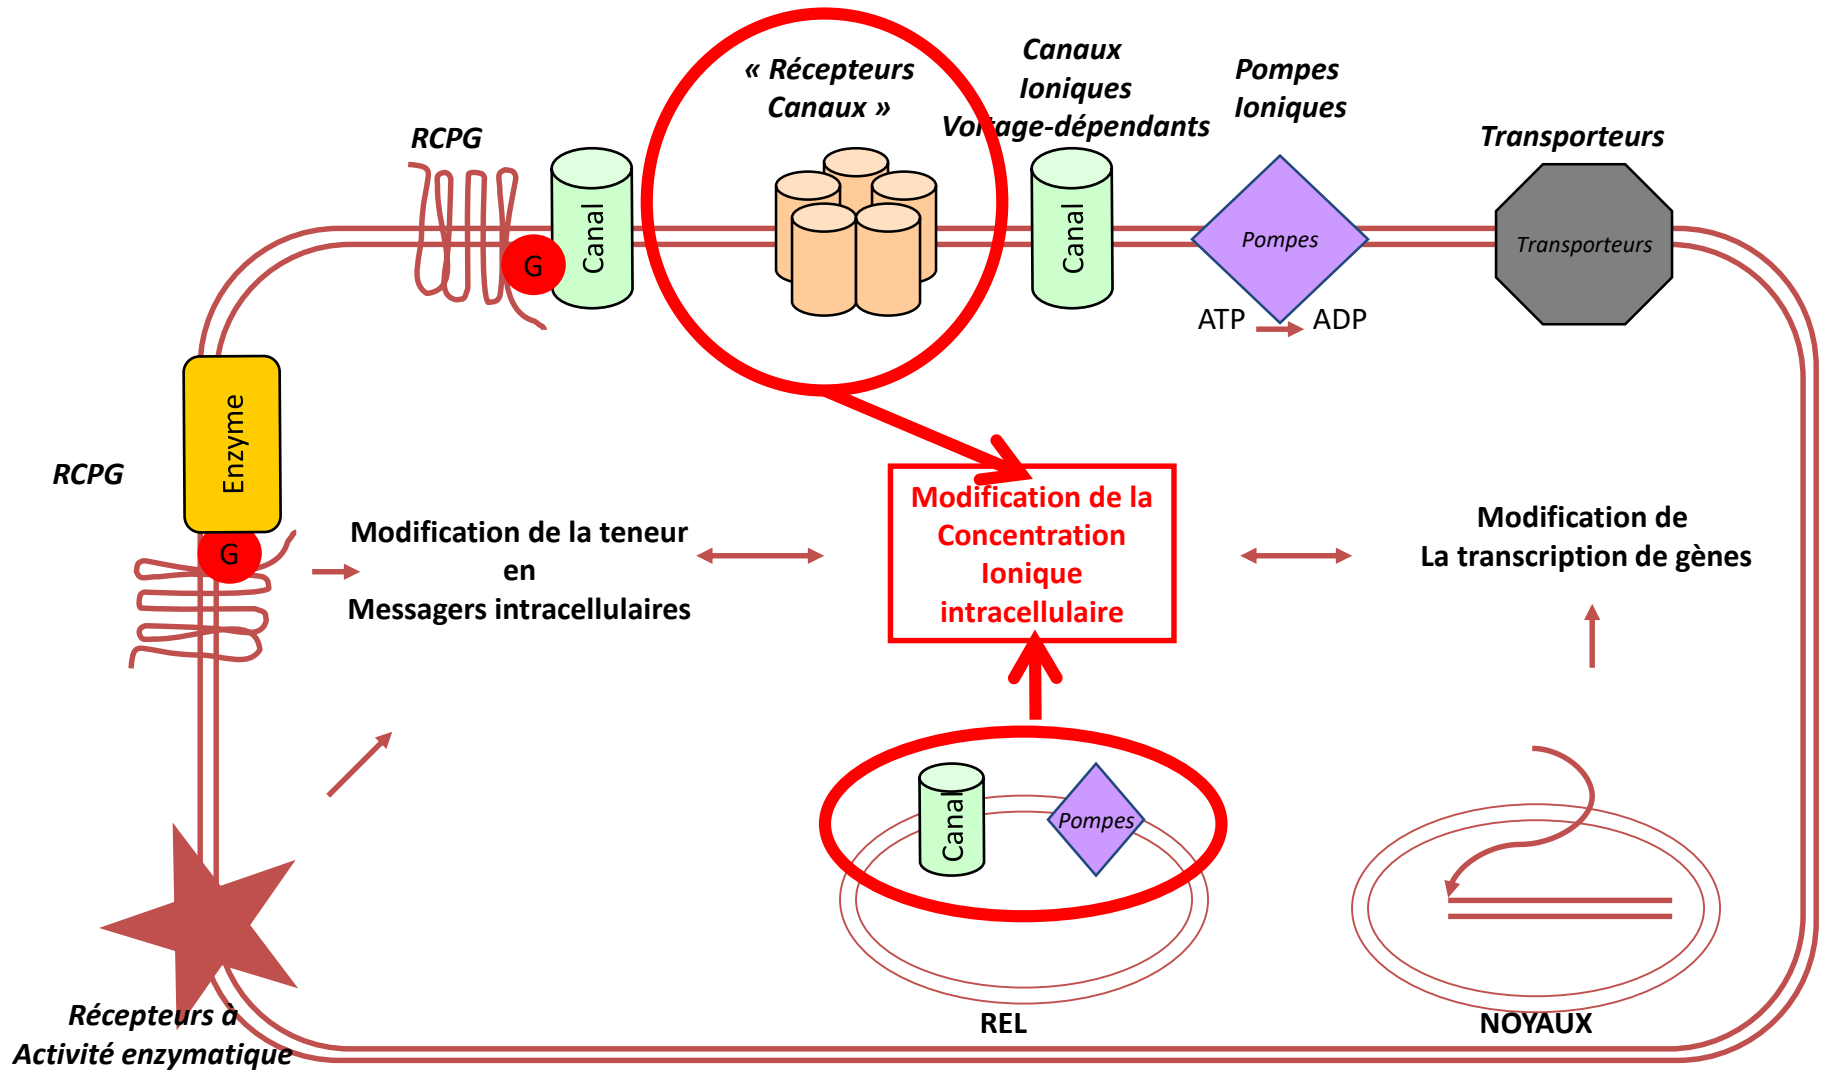 « Récepteurs
Canaux »
Canaux
Ioniques
Voltage-dépendants
Pompes
Ioniques
RCPG
Transporteurs
G
Canal
Canal
Pompes
Transporteurs
ATP
ADP
Enzyme
RCPG
G
Modification de la teneur
en
Messagers intracellulaires
Modification de la
Concentration
Ionique
intracellulaire
Modification de
La transcription de gènes
Canal
Pompes
Récepteurs à
Activité enzymatique
REL
NOYAUX